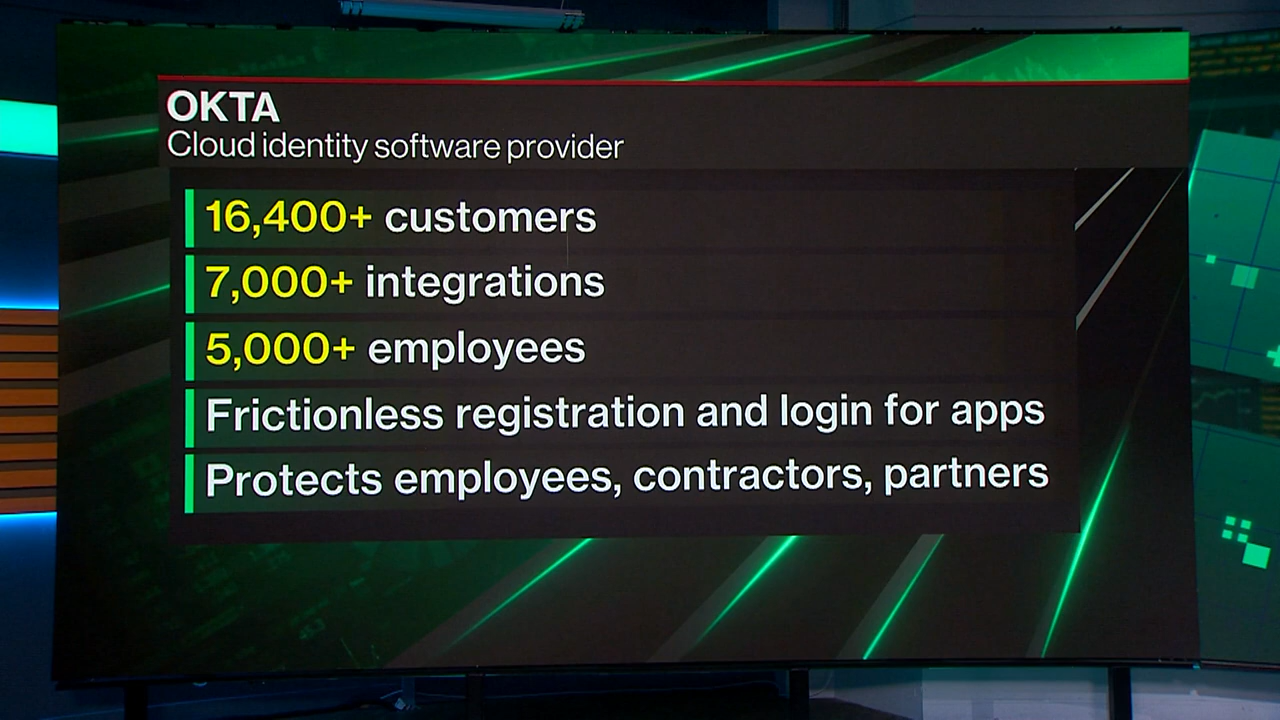 OKTA
Cloud identity software provider
16,400+ customers
7,000+ integrations
5,000+ employees
Frictionless registration and login for apps
Protects employees, contractors, partners